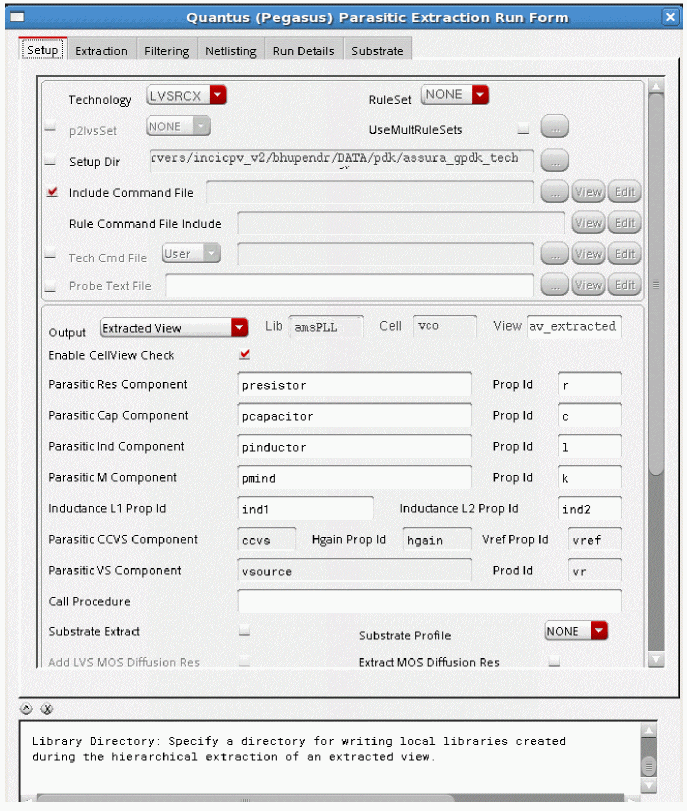 Quantus (Pegasus) Parasitic Extraction Run Form
Setup Extraction Filtering Netlisting Run Details Substrate
Technology LVSRCX RuleSet NONE
p2lvsSet NONE UseMultRuleSets ...
Setup Dir rvers/incicpv_v2/bhupendr/DATA/pdk/assura_gpdk_tech ...
Include Command File ... View Edit
Rule Command File Include View Edit
Tech Cmd File User ... View Edit
Probe Text File ... View Edit
Output Extracted View Lib amsPLL Cell vco View av_extracted
Enable CellView Check
Parasitic Res Component presistor Prop Id r
Parasitic Cap Component pcapacitor Prop Id c
Parasitic Ind Component pinductor Prop Id l
Parasitic M Component pmind Prop Id k
Inductance L1 Prop Id ind1 Inductance L2 Prop Id ind2
Parasitic CCVS Component ccvs Hgain Prop Id hgain Vref Prop Id vref
Parasitic VS Component vsource Prod Id vr
Call Procedure
Substrate Extract Substrate Profile NONE
Add LVS MOS Diffusion Res Extract MOS Diffusion Res
Library Directory: Specify a directory for writing local libraries created
during the hierarchical extraction of an extracted view.